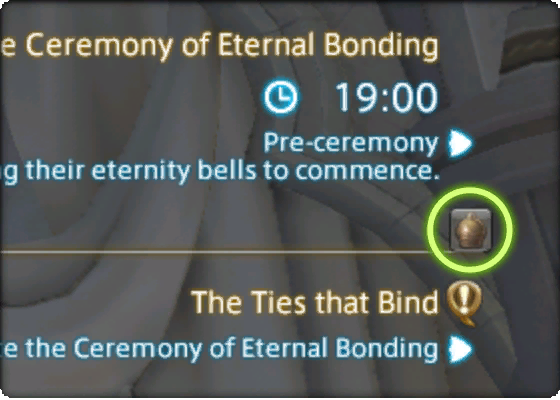 Ceremony of Eternal Bonding
19:00
Pre-ceremony
their eternity bells to commence.
The Ties that Bind
the Ceremony of Eternal Bonding